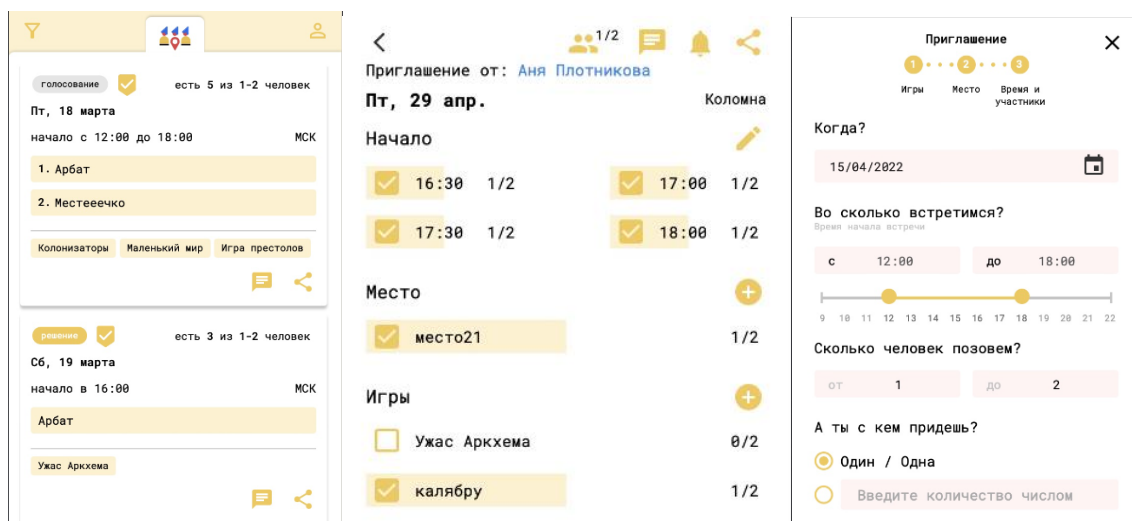 голосование
есть 5 из 1-2 человек
Пт, 18 марта
начало с 12:00 до 18:00 МСК
1. Арбат
2. Местееечко
Колонизаторы Маленький мир Игра престолов
решение
есть 3 из 1-2 человек
Сб, 19 марта
начало в 16:00 МСК
Арбат
Ужас Аркхема
1/2
Приглашение от: Аня Плотникова
Пт, 29 апр. Коломна
Начало
16:30 1/2 17:00 1/2
17:30 1/2 18:00 1/2
Место
место21 1/2
Игры
Ужас Аркхема 0/2
калябру 1/2
Приглашение
1 2 3
Игры Место Время и
участники
Когда?
15/04/2022
Во сколько встретимся?
Время начала встречи
с 12:00 до 18:00
9 10 11 12 13 14 15 16 17 18 19 20 21 22
Сколько человек позовем?
от 1 до 2
А ты с кем придешь?
Один / Одна
Введите количество числом